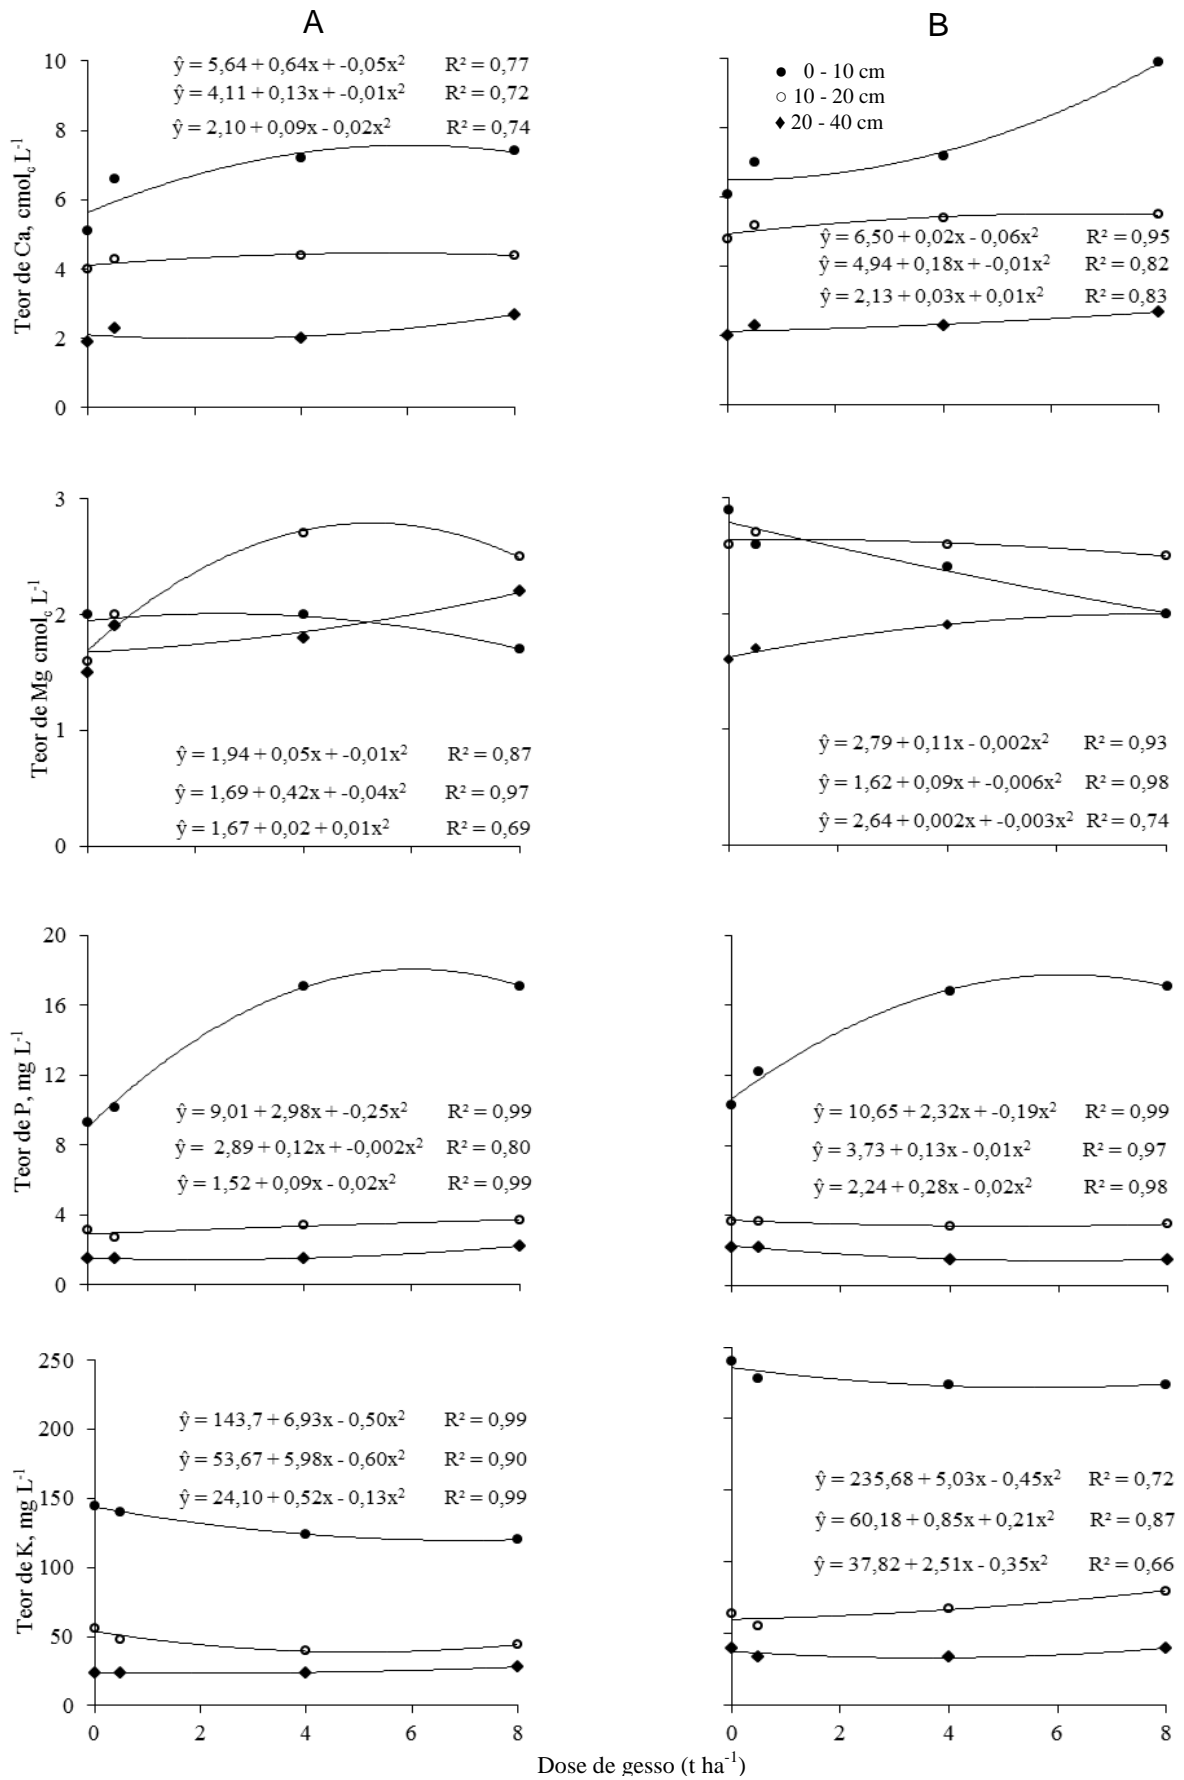 A
B
10
8
6
4
2
0
Teor de Ca, cmol꜀ L⁻¹
ŷ = 5,64 + 0,64x + -0,05x² R² = 0,77
ŷ = 4,11 + 0,13x + -0,01x² R² = 0,72
ŷ = 2,10 + 0,09x - 0,02x² R² = 0,74
0 - 10 cm
10 - 20 cm
20 - 40 cm
ŷ = 6,50 + 0,02x - 0,06x² R² = 0,95
ŷ = 4,94 + 0,18x + -0,01x² R² = 0,82
ŷ = 2,13 + 0,03x + 0,01x² R² = 0,83
3
2
1
0
Teor de Mg cmol꜀ L⁻¹
ŷ = 1,94 + 0,05x + -0,01x² R² = 0,87
ŷ = 1,69 + 0,42x + -0,04x² R² = 0,97
ŷ = 1,67 + 0,02 + 0,01x² R² = 0,69
ŷ = 2,79 + 0,11x - 0,002x² R² = 0,93
ŷ = 1,62 + 0,09x + -0,006x² R² = 0,98
ŷ = 2,64 + 0,002x + -0,003x² R² = 0,74
20
16
12
8
4
0
Teor de P, mg L⁻¹
ŷ = 9,01 + 2,98x + -0,25x² R² = 0,99
ŷ = 2,89 + 0,12x + -0,002x² R² = 0,80
ŷ = 1,52 + 0,09x - 0,02x² R² = 0,99
ŷ = 10,65 + 2,32x + -0,19x² R² = 0,99
ŷ = 3,73 + 0,13x - 0,01x² R² = 0,97
ŷ = 2,24 + 0,28x - 0,02x² R² = 0,98
250
200
150
100
50
0
Teor de K, mg L⁻¹
ŷ = 143,7 + 6,93x - 0,50x² R² = 0,99
ŷ = 53,67 + 5,98x - 0,60x² R² = 0,90
ŷ = 24,10 + 0,52x - 0,13x² R² = 0,99
ŷ = 235,68 + 5,03x - 0,45x² R² = 0,72
ŷ = 60,18 + 0,85x + 0,21x² R² = 0,87
ŷ = 37,82 + 2,51x - 0,35x² R² = 0,66
0 2 4 6 8
0 2 4 6 8
Dose de gesso (t ha⁻¹)